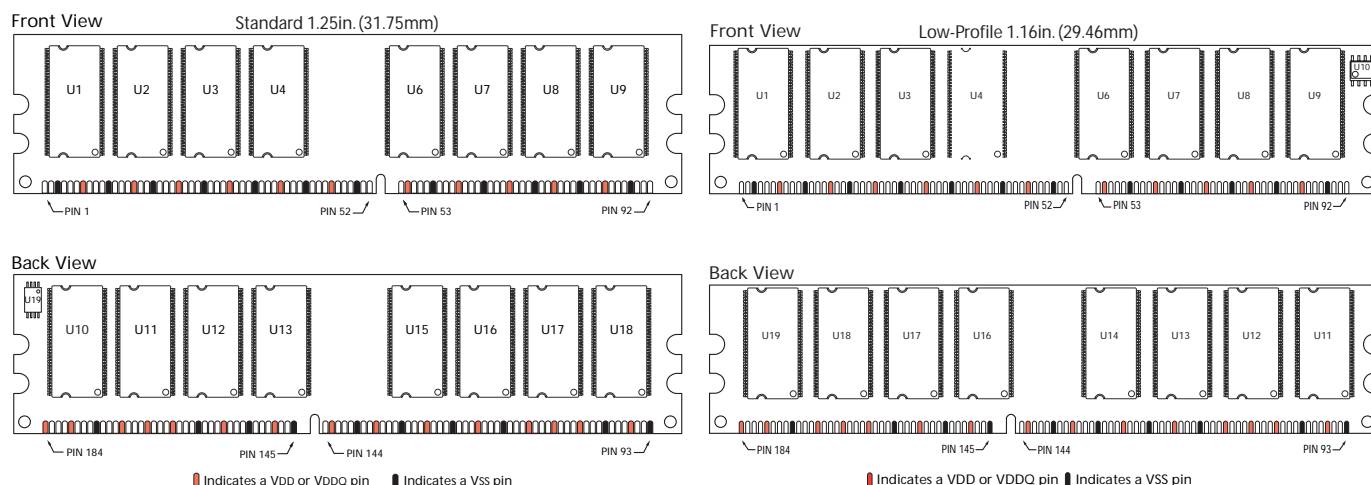 Front View
Standard 1.25in. (31.75mm)
U1 U2 U3 U4 U6 U7 U8 U9
PIN 1 PIN 52 PIN 53 PIN 92
Back View
U19 U10 U11 U12 U13 U15 U16 U17 U18
PIN 184 PIN 145 PIN 144 PIN 93
Indicates a VDD or VDDQ pin Indicates a VSS pin
Front View
Low-Profile 1.16in. (29.46mm)
U1 U2 U3 U4 U6 U7 U8 U9 U10
PIN 1 PIN 52 PIN 53 PIN 92
Back View
U19 U18 U17 U16 U14 U13 U12 U11
PIN 184 PIN 145 PIN 144 PIN 93
Indicates a VDD or VDDQ pin Indicates a VSS pin